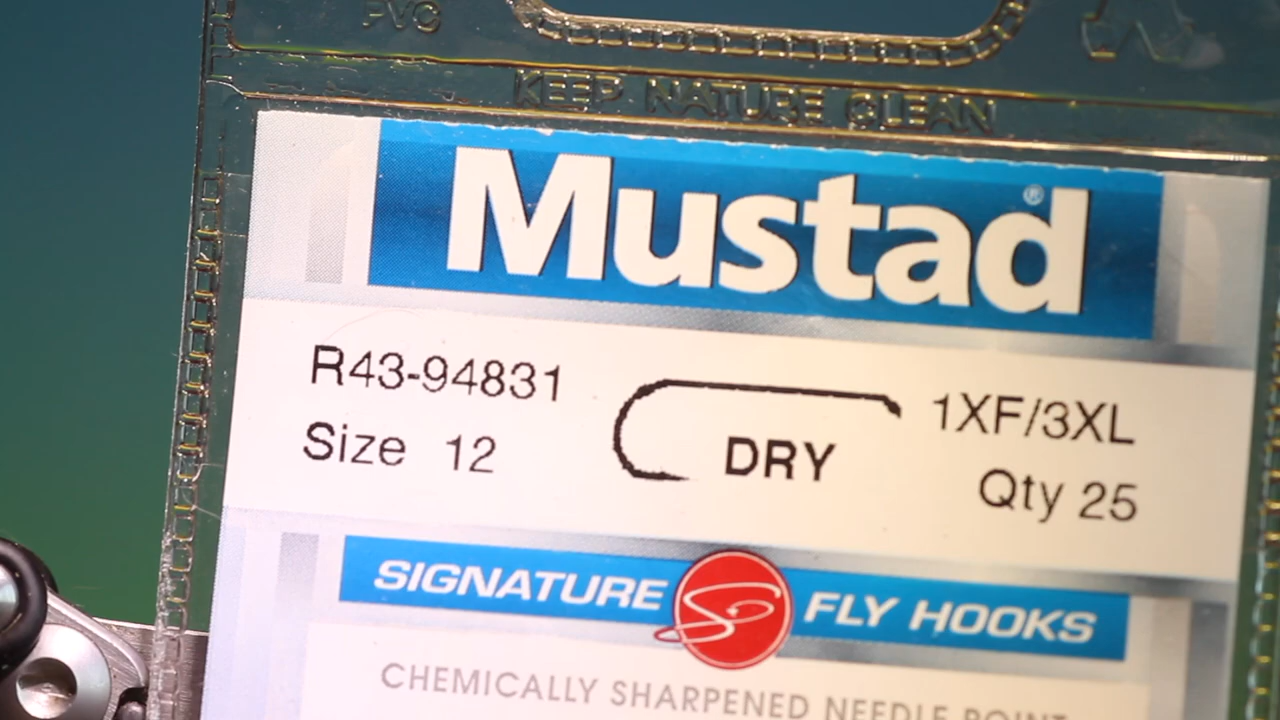 PVC
KEEP NATURE CLEAN
Mustad®
R43-94831
1XF/3XL
Size 12
DRY
Qty 25
SIGNATURE S FLY HOOKS
CHEMICALLY SHARPENED NEEDLE POINT